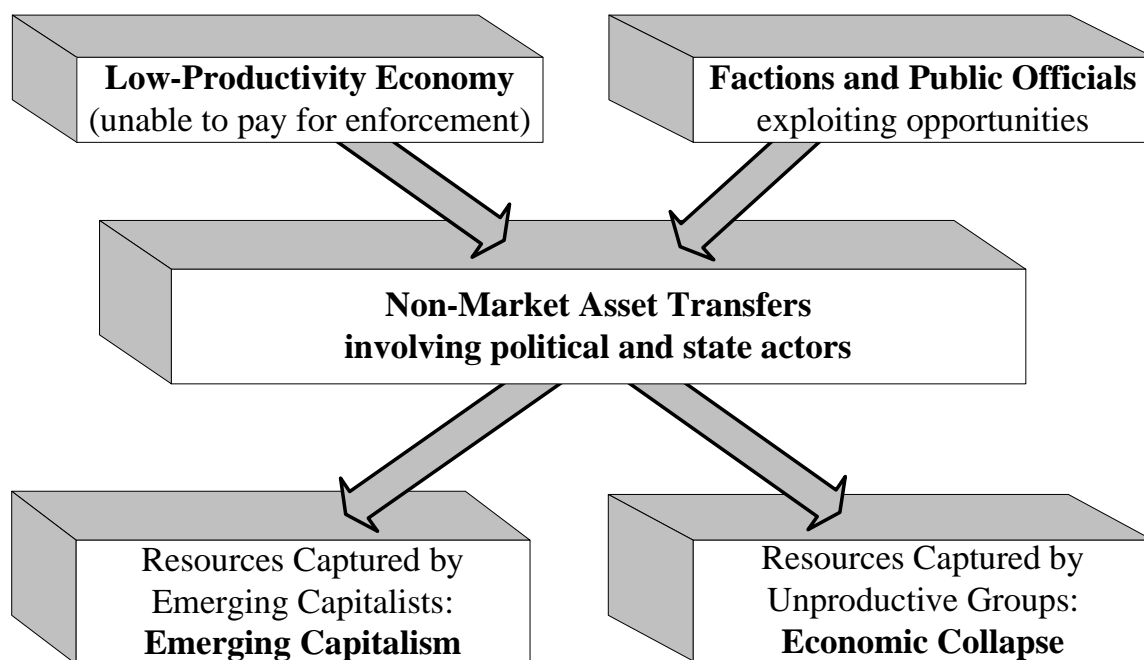 Low-Productivity Economy
(unable to pay for enforcement)
Factions and Public Officials
exploiting opportunities
Non-Market Asset Transfers
involving political and state actors
Resources Captured by
Emerging Capitalists:
Emerging Capitalism
Resources Captured by
Unproductive Groups:
Economic Collapse